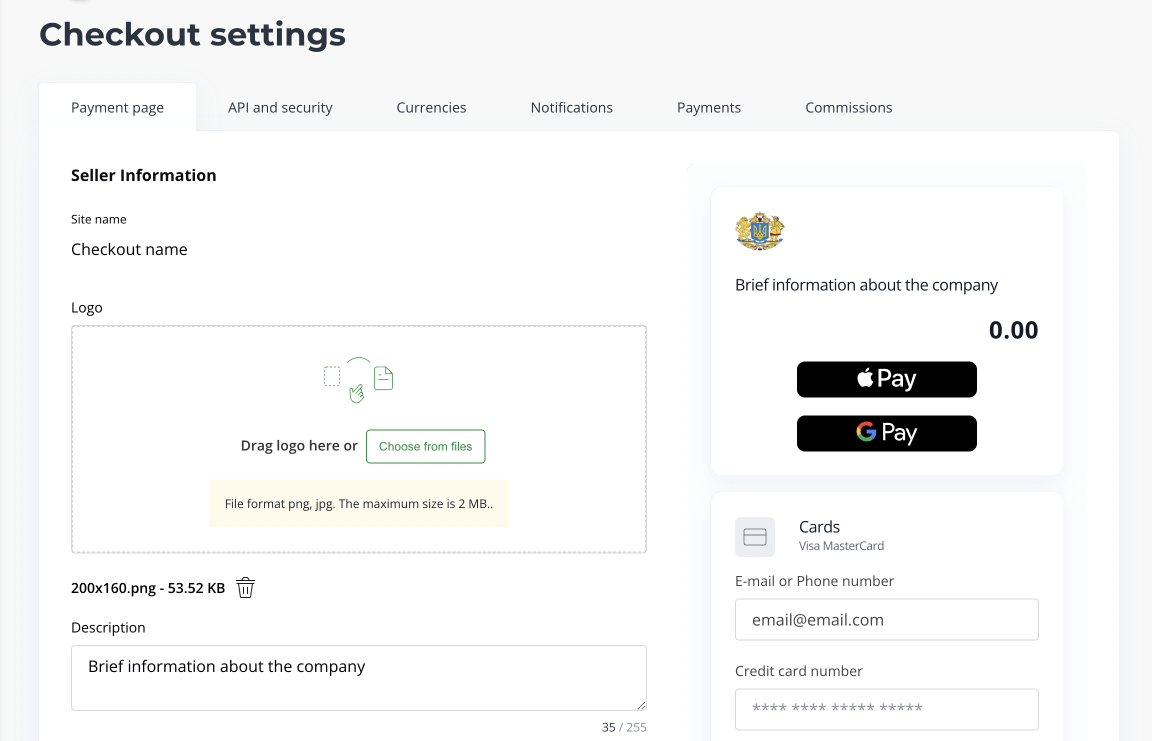 Checkout settings
Payment page
API and security
Currencies
Notifications
Payments
Commissions
Seller Information
Site name
Checkout name
Logo
Drag logo here or
Choose from files
File format png, jpg. The maximum size is 2 MB..
200x160.png - 53.52 KB
Description
Brief information about the company
35 / 255
Brief information about the company
0.00
Pay
G Pay
Cards
Visa MasterCard
E-mail or Phone number
email@email.com
Credit card number
**** **** ***** *****